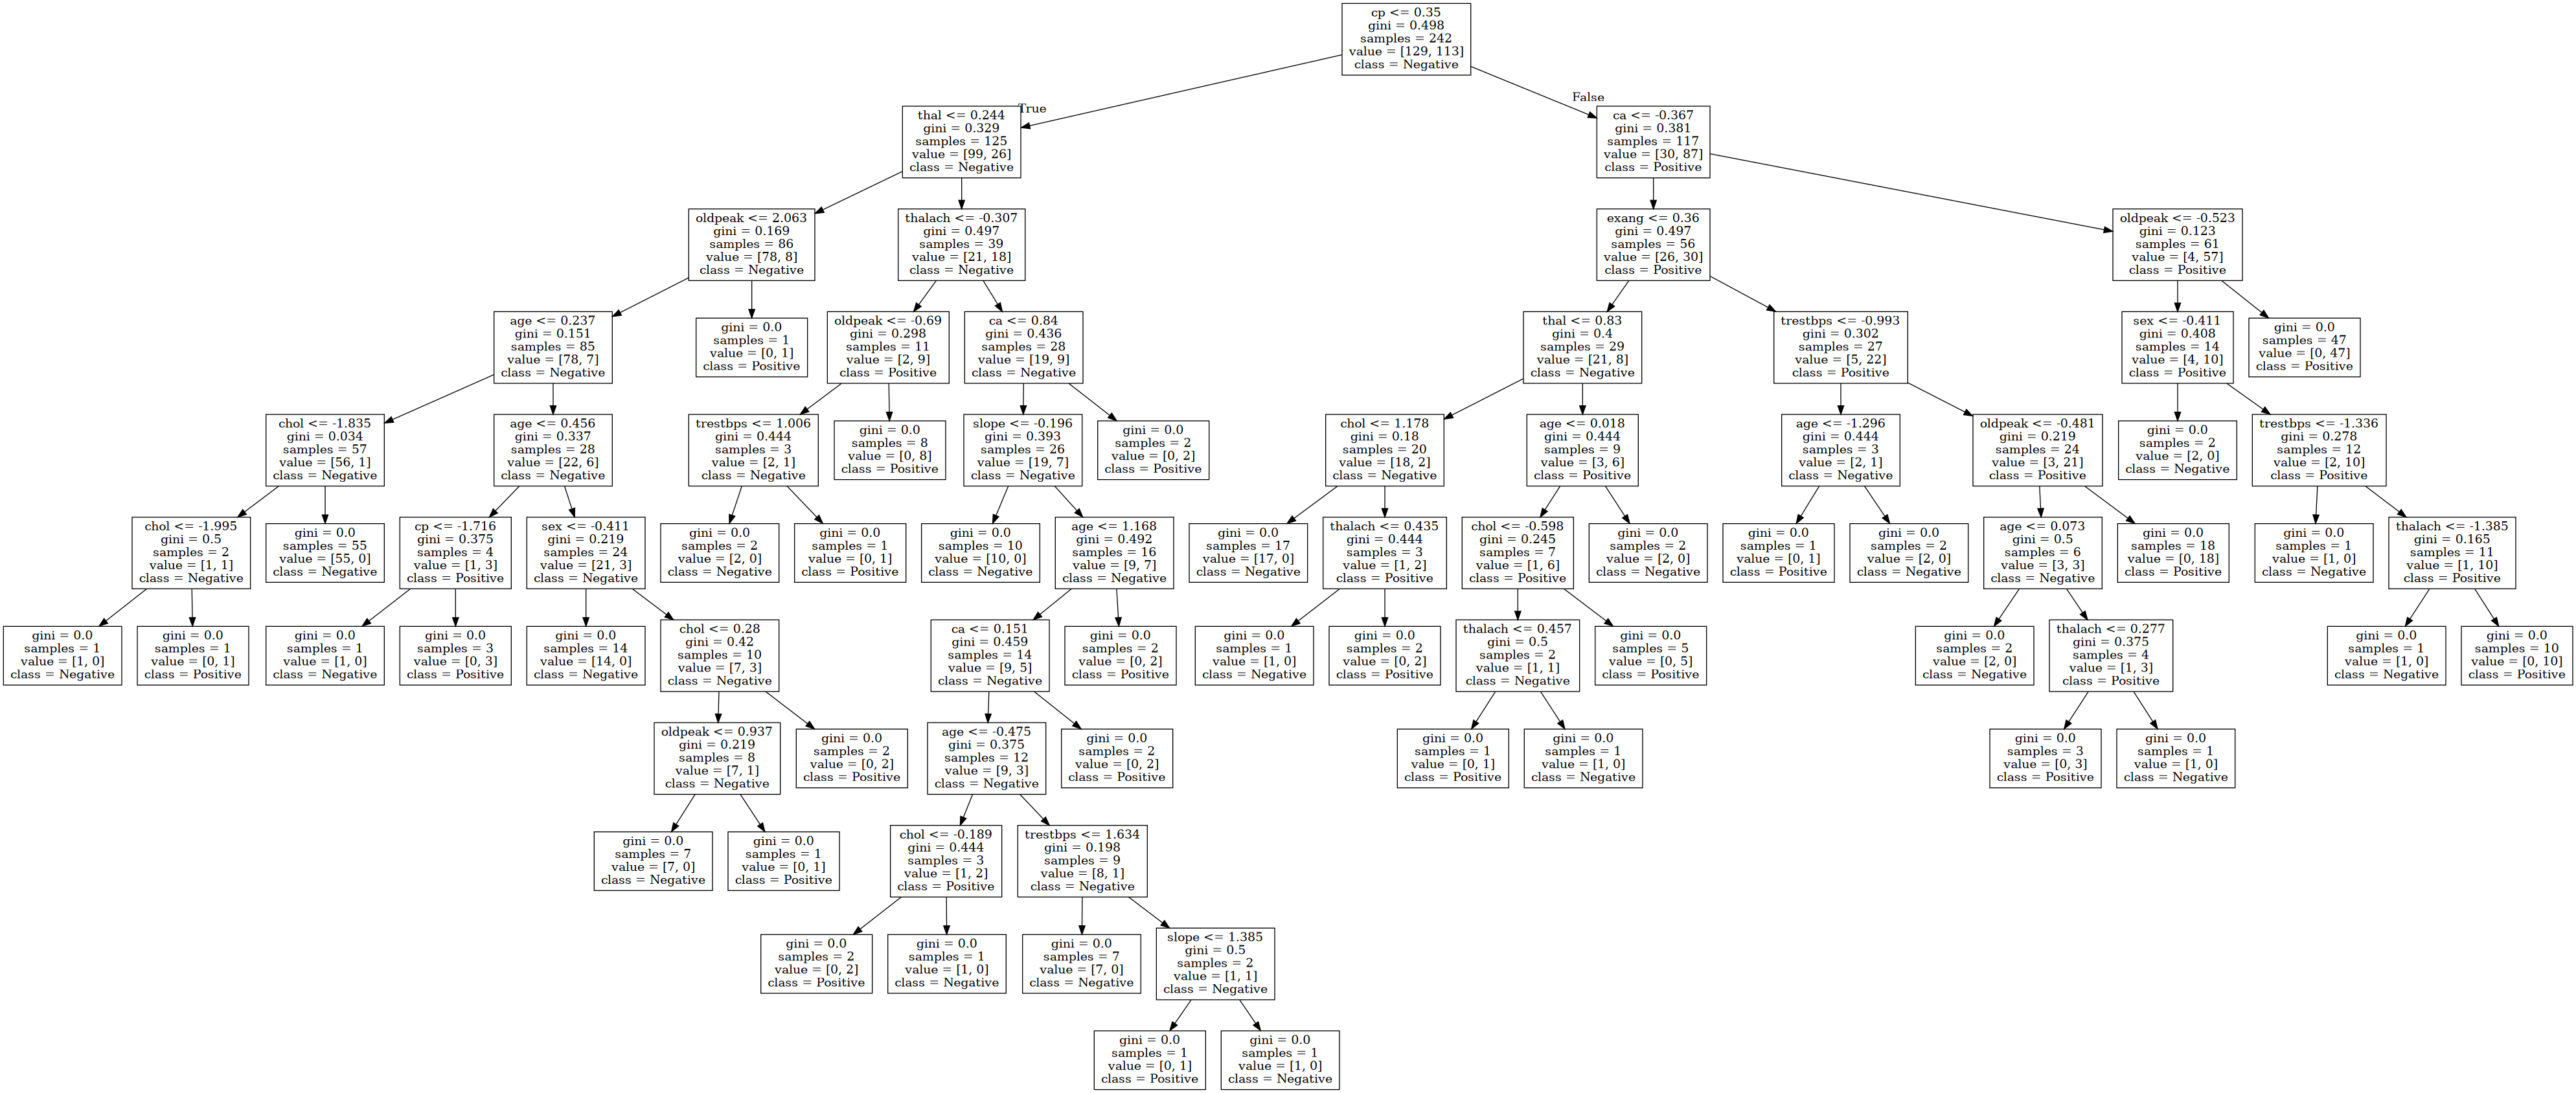 cp <= 0.35
gini = 0.498
samples = 242
value = [129, 113]
class = Negative
True
False
thal <= 0.244
gini = 0.329
samples = 125
value = [99, 26]
class = Negative
ca <= -0.367
gini = 0.381
samples = 117
value = [30, 87]
class = Positive
oldpeak <= 2.063
gini = 0.169
samples = 86
value = [78, 8]
class = Negative
thalach <= -0.307
gini = 0.497
samples = 39
value = [21, 18]
class = Negative
exang <= 0.36
gini = 0.497
samples = 56
value = [26, 30]
class = Positive
oldpeak <= -0.523
gini = 0.123
samples = 61
value = [4, 57]
class = Positive
age <= 0.237
gini = 0.151
samples = 85
value = [78, 7]
class = Negative
gini = 0.0
samples = 1
value = [0, 1]
class = Positive
oldpeak <= -0.69
gini = 0.298
samples = 11
value = [2, 9]
class = Positive
ca <= 0.84
gini = 0.436
samples = 28
value = [19, 9]
class = Negative
thal <= 0.83
gini = 0.4
samples = 29
value = [21, 8]
class = Negative
trestbps <= -0.993
gini = 0.302
samples = 27
value = [5, 22]
class = Positive
sex <= -0.411
gini = 0.408
samples = 14
value = [4, 10]
class = Positive
gini = 0.0
samples = 47
value = [0, 47]
class = Positive
chol <= -1.835
gini = 0.034
samples = 57
value = [56, 1]
class = Negative
age <= 0.456
gini = 0.337
samples = 28
value = [22, 6]
class = Negative
trestbps <= 1.006
gini = 0.444
samples = 3
value = [2, 1]
class = Negative
gini = 0.0
samples = 8
value = [0, 8]
class = Positive
slope <= -0.196
gini = 0.393
samples = 26
value = [19, 7]
class = Negative
gini = 0.0
samples = 2
value = [0, 2]
class = Positive
chol <= 1.178
gini = 0.18
samples = 20
value = [18, 2]
class = Negative
age <= 0.018
gini = 0.444
samples = 9
value = [3, 6]
class = Positive
age <= -1.296
gini = 0.444
samples = 3
value = [2, 1]
class = Negative
oldpeak <= -0.481
gini = 0.219
samples = 24
value = [3, 21]
class = Positive
gini = 0.0
samples = 2
value = [2, 0]
class = Negative
trestbps <= -1.336
gini = 0.278
samples = 12
value = [2, 10]
class = Positive
chol <= -1.995
gini = 0.5
samples = 2
value = [1, 1]
class = Negative
gini = 0.0
samples = 55
value = [55, 0]
class = Negative
cp <= -1.716
gini = 0.375
samples = 4
value = [1, 3]
class = Positive
sex <= -0.411
gini = 0.219
samples = 24
value = [21, 3]
class = Negative
gini = 0.0
samples = 2
value = [2, 0]
class = Negative
gini = 0.0
samples = 1
value = [0, 1]
class = Positive
gini = 0.0
samples = 10
value = [10, 0]
class = Negative
age <= 1.168
gini = 0.492
samples = 16
value = [9, 7]
class = Negative
gini = 0.0
samples = 17
value = [17, 0]
class = Negative
thalach <= 0.435
gini = 0.444
samples = 3
value = [1, 2]
class = Positive
chol <= -0.598
gini = 0.245
samples = 7
value = [1, 6]
class = Positive
gini = 0.0
samples = 2
value = [2, 0]
class = Negative
gini = 0.0
samples = 1
value = [0, 1]
class = Positive
gini = 0.0
samples = 2
value = [2, 0]
class = Negative
age <= 0.073
gini = 0.5
samples = 6
value = [3, 3]
class = Negative
gini = 0.0
samples = 18
value = [0, 18]
class = Positive
gini = 0.0
samples = 1
value = [1, 0]
class = Negative
thalach <= -1.385
gini = 0.165
samples = 11
value = [1, 10]
class = Positive
gini = 0.0
samples = 1
value = [1, 0]
class = Negative
gini = 0.0
samples = 1
value = [0, 1]
class = Positive
gini = 0.0
samples = 1
value = [1, 0]
class = Negative
gini = 0.0
samples = 3
value = [0, 3]
class = Positive
gini = 0.0
samples = 14
value = [14, 0]
class = Negative
chol <= 0.28
gini = 0.42
samples = 10
value = [7, 3]
class = Negative
ca <= 0.151
gini = 0.459
samples = 14
value = [9, 5]
class = Negative
gini = 0.0
samples = 2
value = [0, 2]
class = Positive
gini = 0.0
samples = 1
value = [1, 0]
class = Negative
gini = 0.0
samples = 2
value = [0, 2]
class = Positive
thalach <= 0.457
gini = 0.5
samples = 2
value = [1, 1]
class = Negative
gini = 0.0
samples = 5
value = [0, 5]
class = Positive
gini = 0.0
samples = 2
value = [2, 0]
class = Negative
thalach <= 0.277
gini = 0.375
samples = 4
value = [1, 3]
class = Positive
gini = 0.0
samples = 1
value = [1, 0]
class = Negative
gini = 0.0
samples = 10
value = [0, 10]
class = Positive
oldpeak <= 0.937
gini = 0.219
samples = 8
value = [7, 1]
class = Negative
gini = 0.0
samples = 2
value = [0, 2]
class = Positive
age <= -0.475
gini = 0.375
samples = 12
value = [9, 3]
class = Negative
gini = 0.0
samples = 2
value = [0, 2]
class = Positive
gini = 0.0
samples = 1
value = [0, 1]
class = Positive
gini = 0.0
samples = 1
value = [1, 0]
class = Negative
gini = 0.0
samples = 3
value = [0, 3]
class = Positive
gini = 0.0
samples = 1
value = [1, 0]
class = Negative
gini = 0.0
samples = 7
value = [7, 0]
class = Negative
gini = 0.0
samples = 1
value = [0, 1]
class = Positive
chol <= -0.189
gini = 0.444
samples = 3
value = [1, 2]
class = Positive
trestbps <= 1.634
gini = 0.198
samples = 9
value = [8, 1]
class = Negative
gini = 0.0
samples = 2
value = [0, 2]
class = Positive
gini = 0.0
samples = 1
value = [1, 0]
class = Negative
gini = 0.0
samples = 7
value = [7, 0]
class = Negative
slope <= 1.385
gini = 0.5
samples = 2
value = [1, 1]
class = Negative
gini = 0.0
samples = 1
value = [0, 1]
class = Positive
gini = 0.0
samples = 1
value = [1, 0]
class = Negative